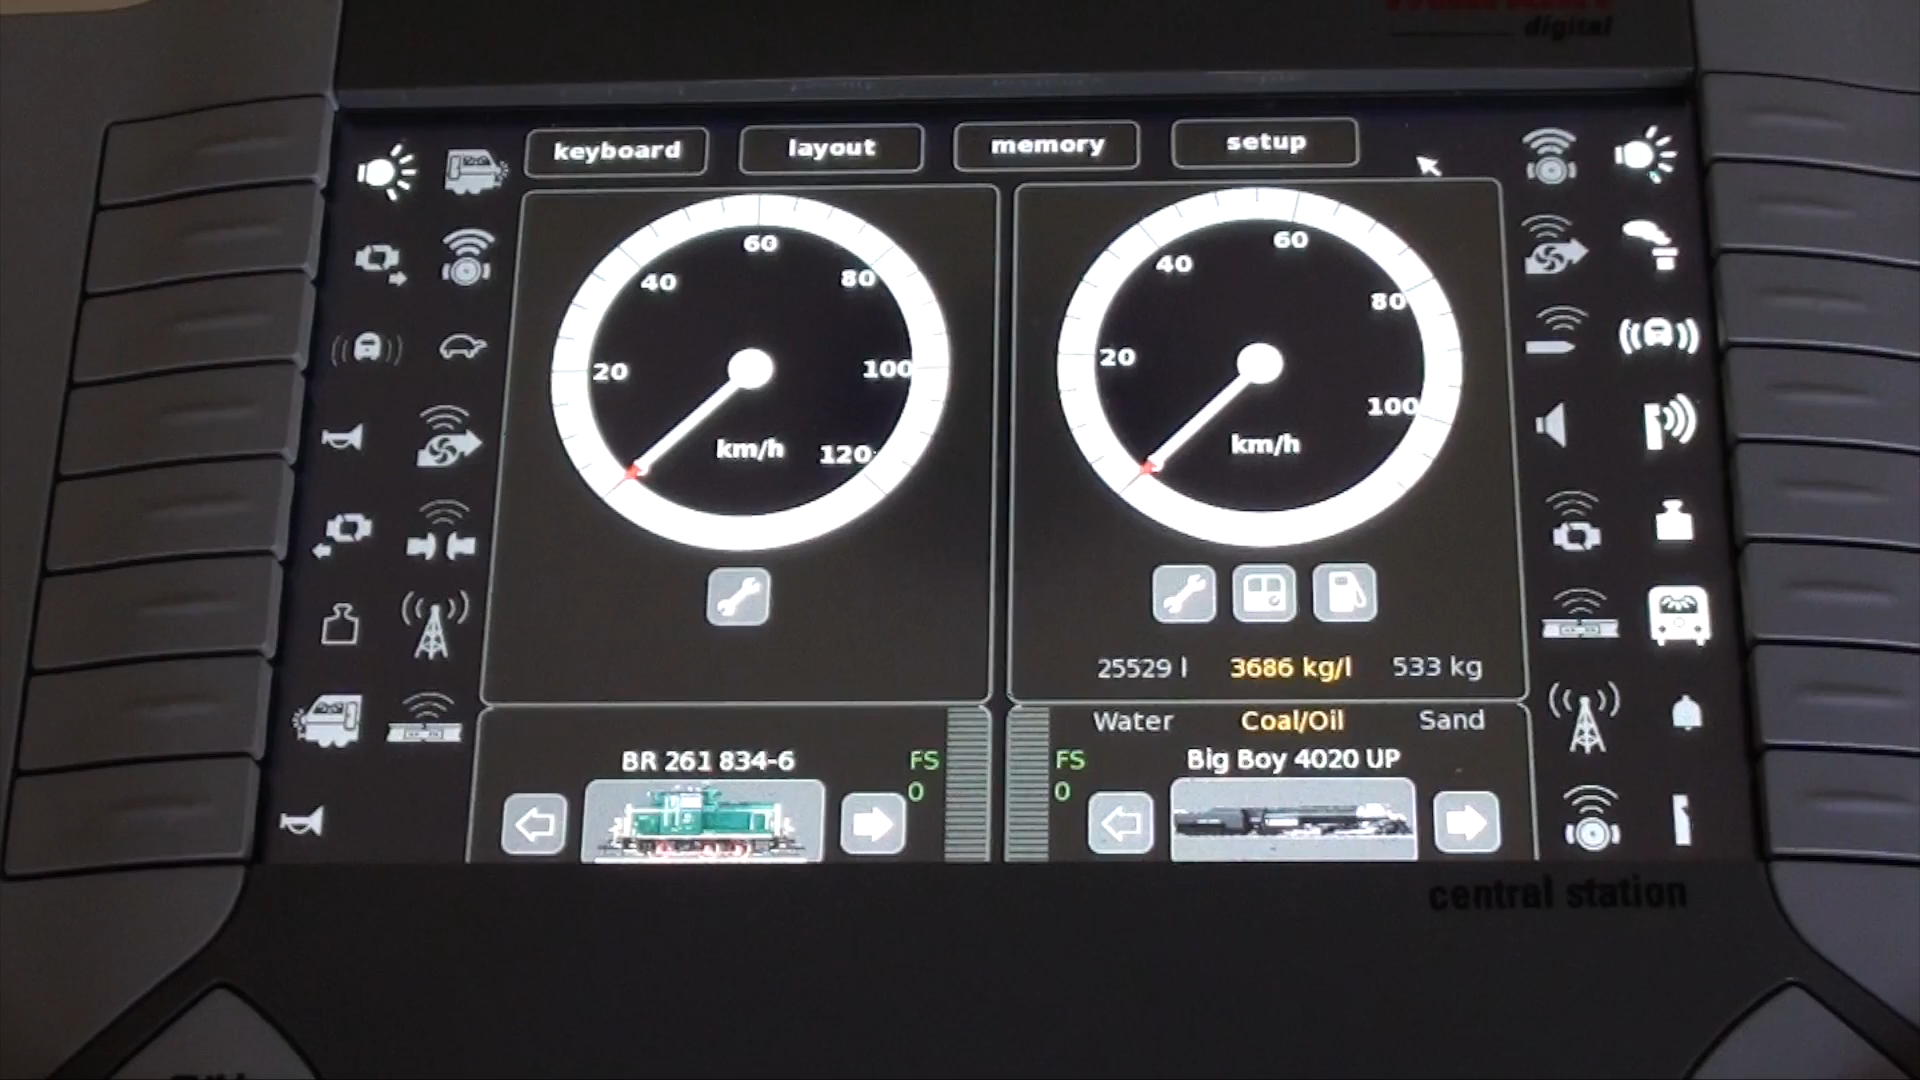 digital
keyboard layout memory setup
20 40 60 80 100 120
km/h
20 40 60 80 100
km/h
25529 l 3686 kg/l 533 kg
Water Coal/Oil Sand
BR 261 834-6 FS
0
FS Big Boy 4020 UP
0
central station